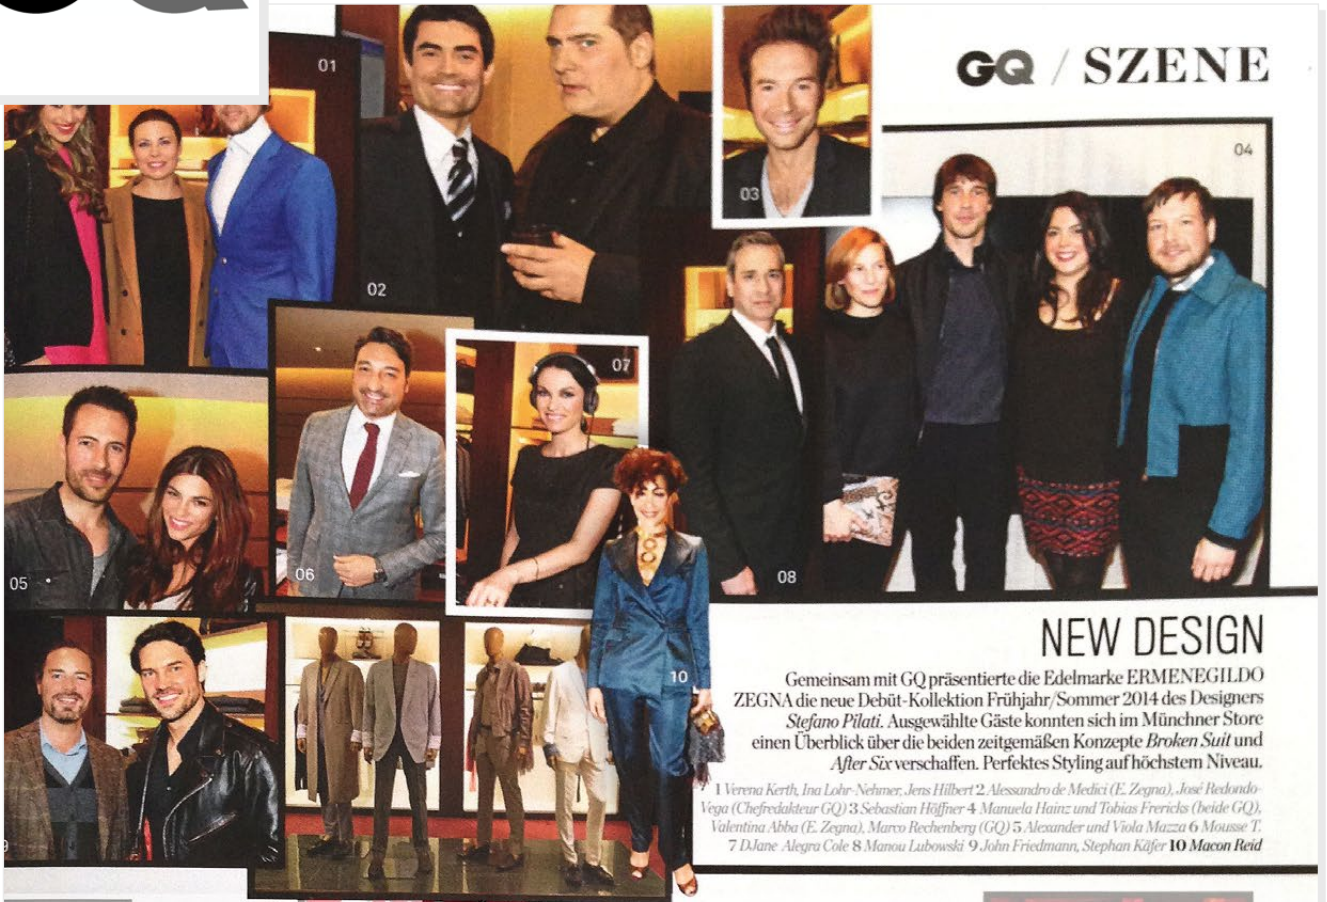 GQ / SZENE
01
02
03
04
05
06
07
08
9
10
NEW DESIGN
Gemeinsam mit GQ präsentierte die Edelmarke ERMENEGILDO
ZEGNA die neue Debüt-Kollektion Frühjahr/Sommer 2014 des Designers
Stefano Pilati. Ausgewählte Gäste konnten sich im Münchner Store
einen Überblick über die beiden zeitgemäßen Konzepte Broken Suit und
After Six verschaffen. Perfektes Styling auf höchstem Niveau.
1 Verena Kerth, Ina Lohr-Nehmer, Jens Hilbert 2 Alessandro de Medici (E. Zegna), José Redondo-
Vega (Chefredakteur GQ) 3 Sebastian Höffner 4 Manuela Hainz und Tobias Frericks (beide GQ),
Valentina Abba (E. Zegna), Marco Rechenberg (GQ) 5 Alexander und Viola Mazza 6 Mousse T.
7 DJane Alegra Cole 8 Manou Lubowski 9 John Friedmann, Stephan Käfer 10 Macon Reid